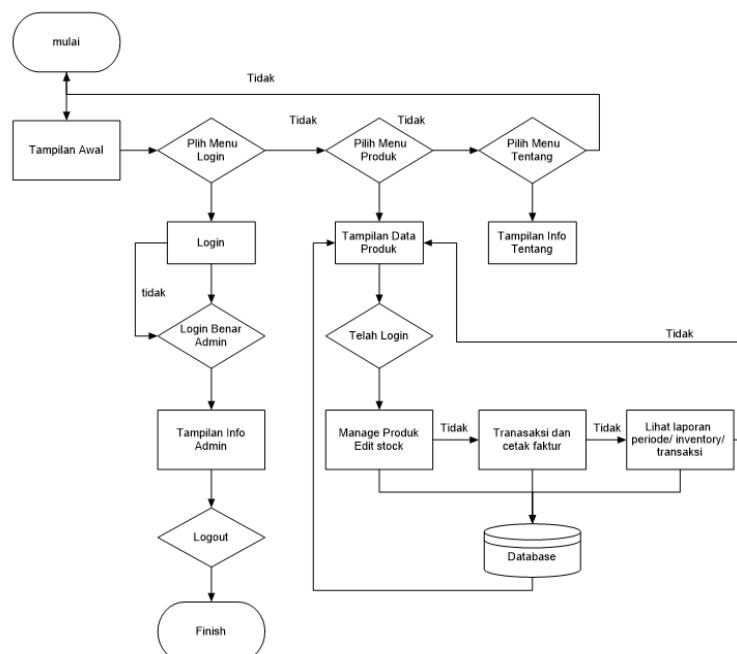 mulai
Tidak
Tampilan Awal
Plih Menu
Login
Tidak
Pilih Menu
Produk
Tidak
Pilih Menu
Tentang
Login
Tampilan Data
Produk
Tampilan Info
Tentang
tidak
Login Benar
Admin
Telah Login
Tidak
Tampilan Info
Admin
Manage Produk
Edit stock
Tidak
Tranasaksi dan
cetak faktur
Tidak
Lihat laporan
periode/ inventory/
transaksi
Logout
Database
Finish